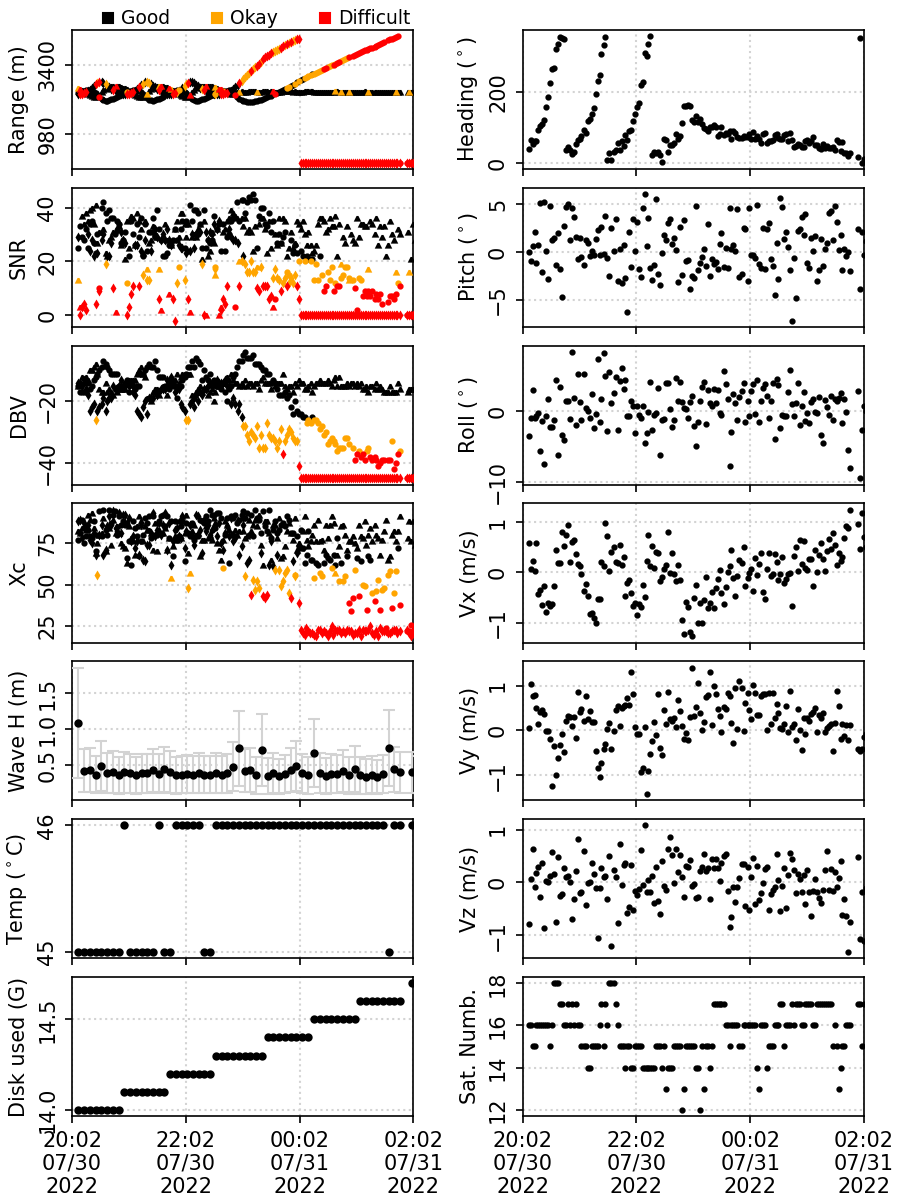 Good Okay Difficult
Range (m)
3400
980
Heading (°)
200
0
SNR
40
20
0
Pitch (°)
5
0
−5
DBV
−20
−40
Roll (°)
0
−10
Xc
75
50
25
Vx (m/s)
1
0
−1
Wave H (m)
1.5
1.0
0.5
Vy (m/s)
1
0
−1
Temp (°C)
46
45
Vz (m/s)
1
0
−1
Disk used (G)
14.5
14.0
Sat. Numb.
18
16
14
12
20:02 22:02 00:02 02:02
07/30 07/30 07/31 07/31
2022 2022 2022 2022
20:02 22:02 00:02 02:02
07/30 07/30 07/31 07/31
2022 2022 2022 2022